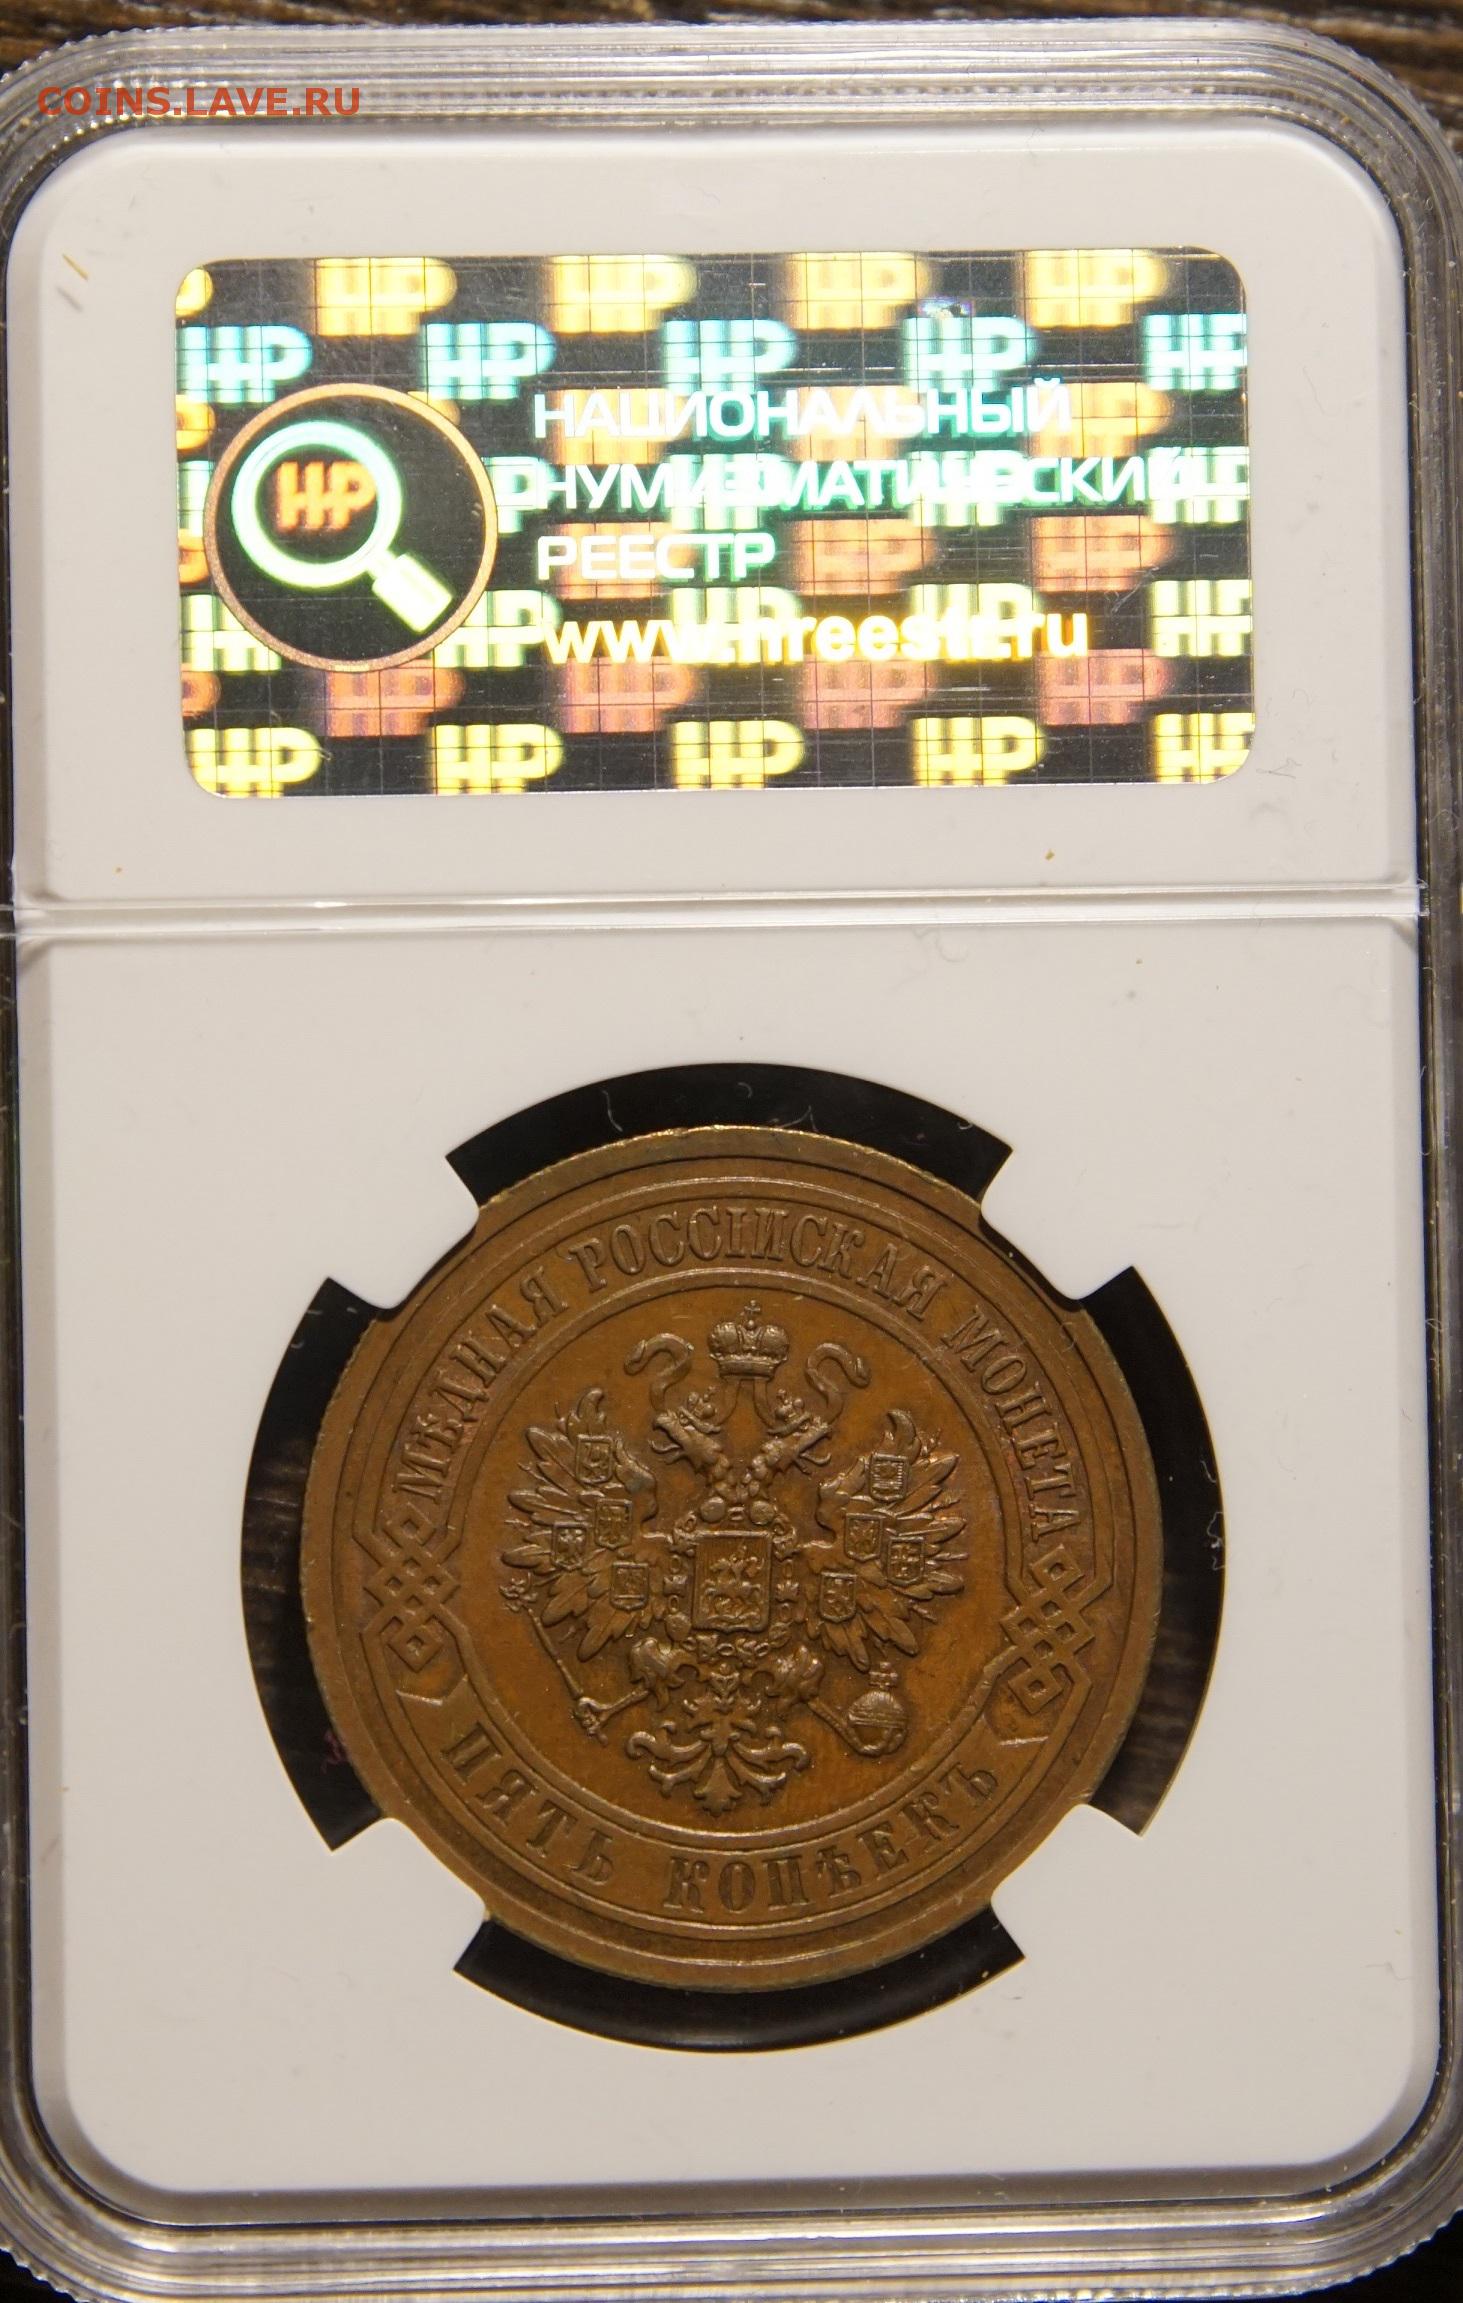 COINS.LAVE.RU
НР
НАЦИОНАЛЬНЫЙ
НУМИЗМАТИЧЕСКИЙ
РЕЕСТР
www.nreestr.ru
МѢДНАЯ РОССІЙСКАЯ МОНЕТА
ПЯТЬ КОПѢЕКЪ